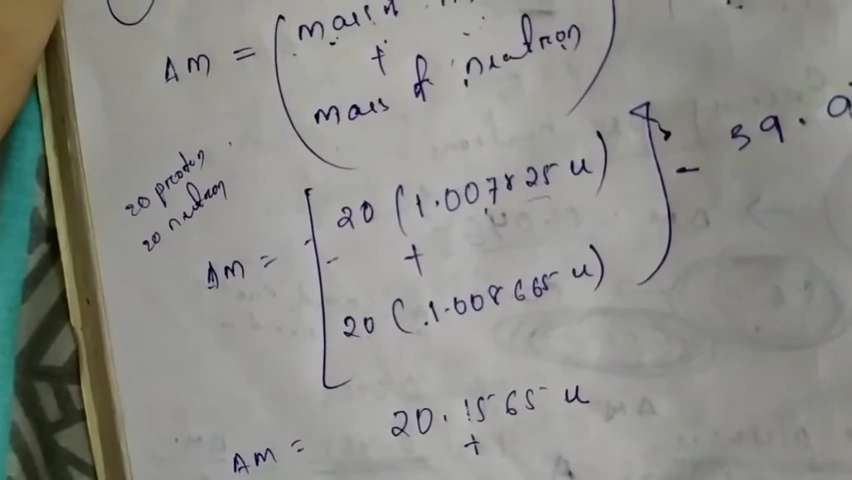 mass of
ΔM = (
+
mass of neutron )
20 proton
20 neutron
ΔM = [ 20 (1.007825 u)
+ ] - 39.9
20 (1.008665 u)
ΔM = 20.1565 u
+